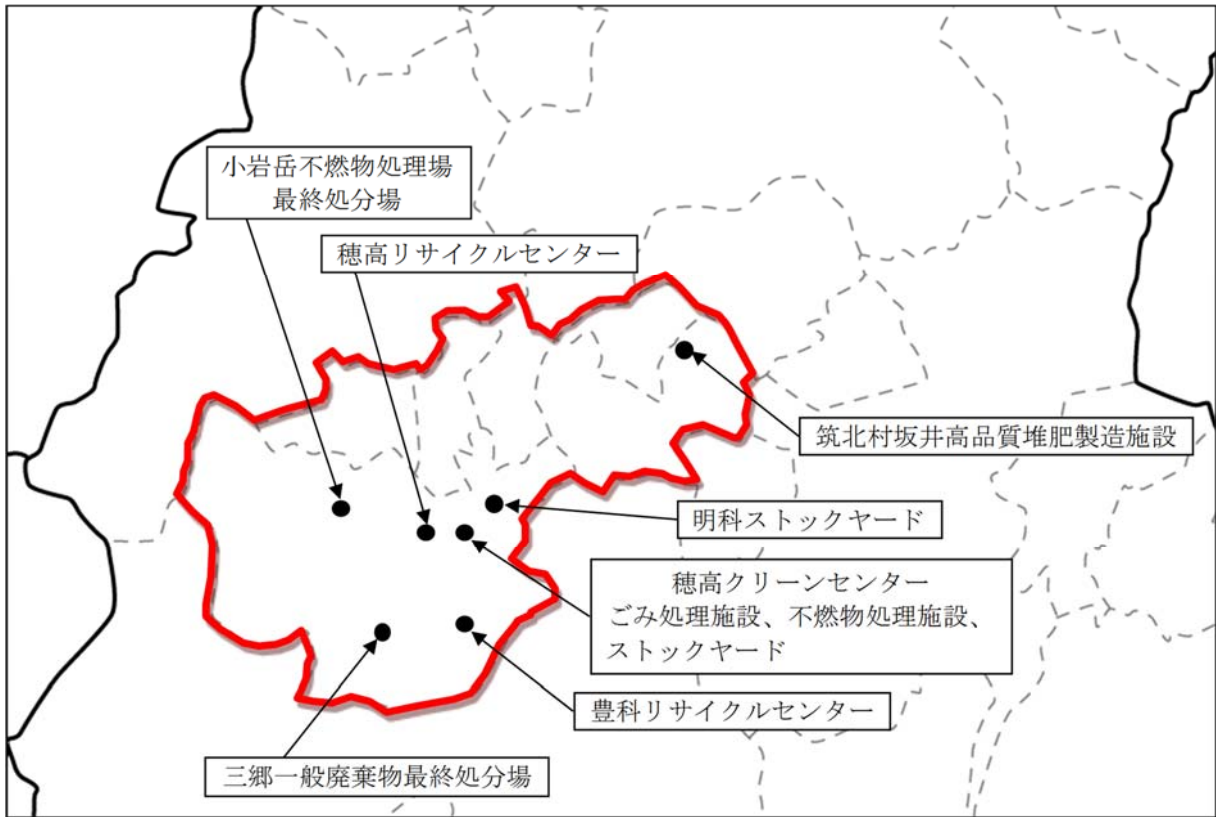 小岩岳不燃物処理場
最終処分場
穂高リサイクルセンター
筑北村坂井高品質堆肥製造施設
明科ストックヤード
穂高クリーンセンター
ごみ処理施設、不燃物処理施設、
ストックヤード
豊科リサイクルセンター
三郷一般廃棄物最終処分場